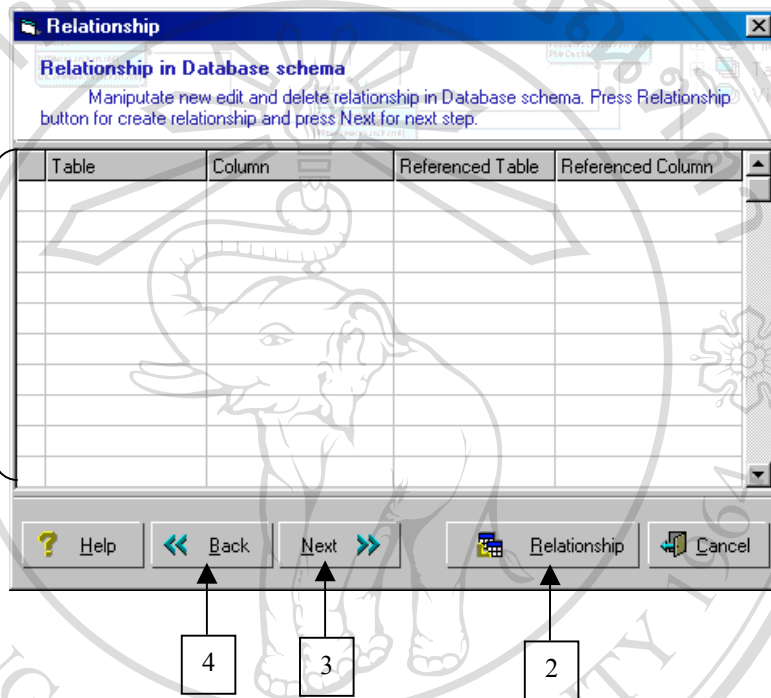 Relationship
Relationship in Database schema
Maniputate new edit and delete relationship in Database schema. Press Relationship
button for create relationship and press Next for next step.
Table Column Referenced Table Referenced Column
? Help Back Next Relationship Cancel
4 3 2